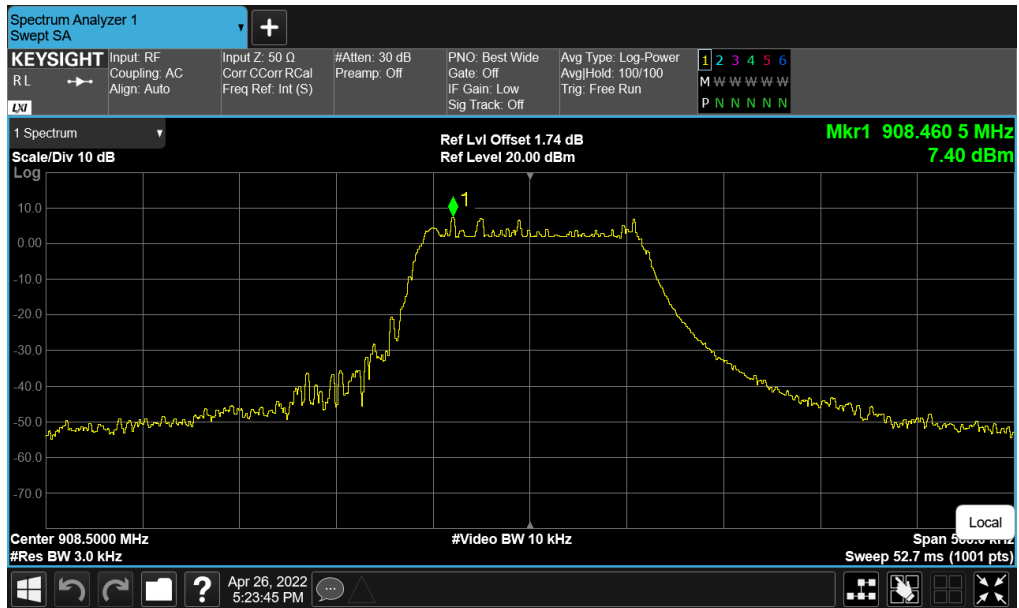 Spectrum Analyzer 1
Swept SA
+
KEYSIGHT
R L
LXI
Input: RF
Coupling: AC
Align: Auto
Input Z: 50 Ω
Corr CCorr RCal
Freq Ref: Int (S)
#Atten: 30 dB
Preamp: Off
PNO: Best Wide
Gate: Off
IF Gain: Low
Sig Track: Off
Avg Type: Log-Power
Avg|Hold: 100/100
Trig: Free Run
1 2 3 4 5 6
M W W W W W
P N N N N N
1 Spectrum
Scale/Div 10 dB
Log
Ref Lvl Offset 1.74 dB
Ref Level 20.00 dBm
Mkr1 908.460 5 MHz
7.40 dBm
1
10.0
0.00
-10.0
-20.0
-30.0
-40.0
-50.0
-60.0
-70.0
Local
Center 908.5000 MHz
#Video BW 10 kHz
Span
#Res BW 3.0 kHz
Sweep 52.7 ms (1001 pts)
?
Apr 26, 2022
5:23:45 PM